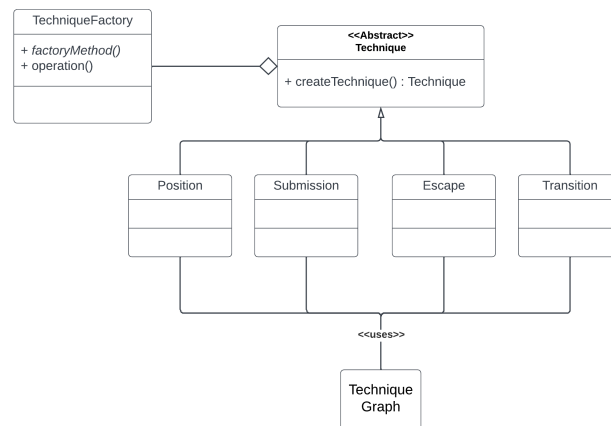 TechniqueFactory
+ factoryMethod()
+ operation()
<<Abstract>>
Technique
+ createTechnique() : Technique
Position
Submission
Escape
Transition
<<uses>>
Technique
Graph